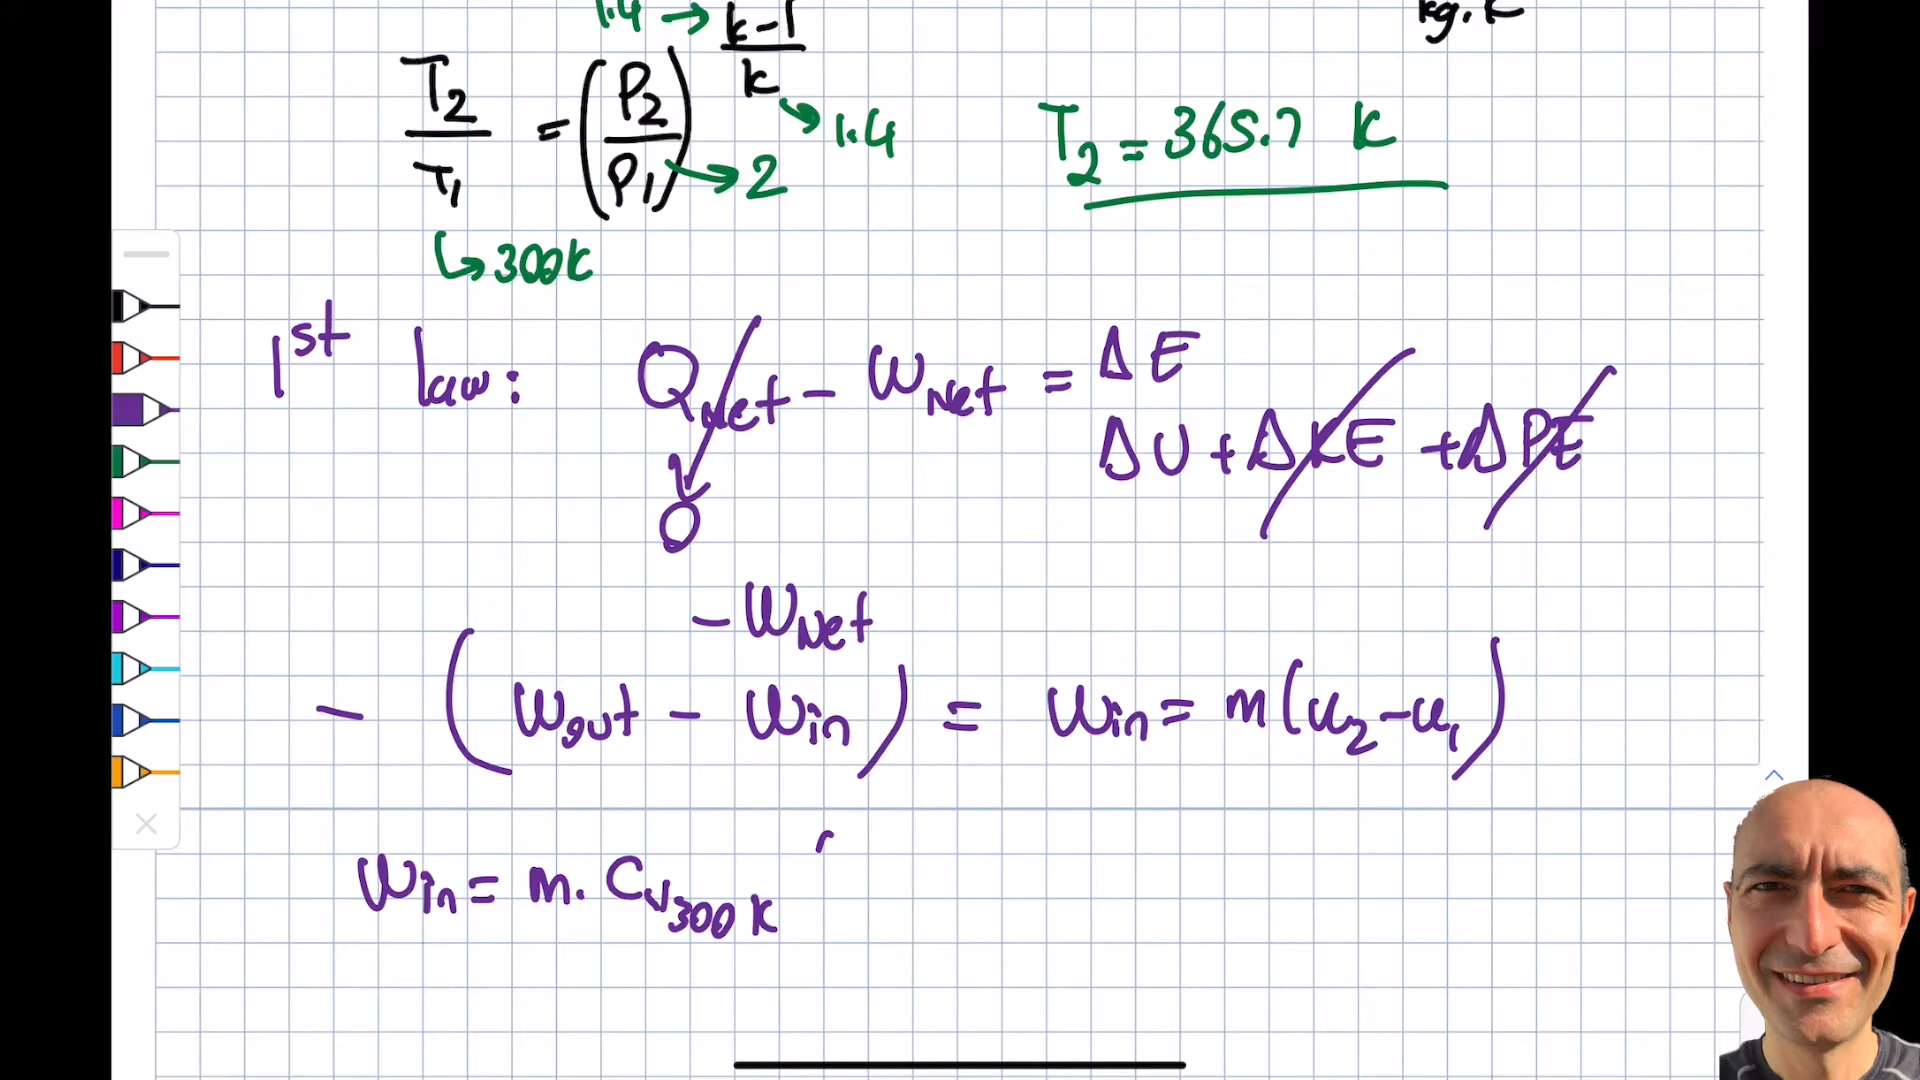 1.4 → k-1 / k → 1.4
kg.K
T2/T1 = (P2/P1) → 2
T2 = 365.7 K
↳ 300K
1st law: QNet - WNet = ΔE
ΔU + ΔKE + ΔPE
0
- WNet
- (Wout - Win) = Win = m(u2-u1)
Win = m. Cv300K